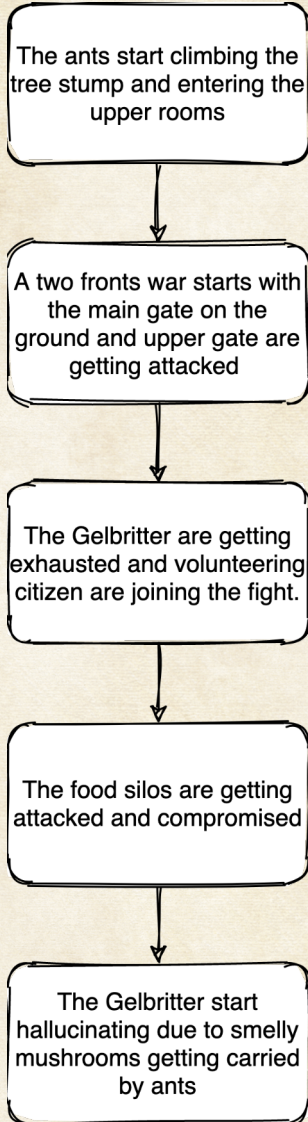 The ants start climbing the
tree stump and entering the
upper rooms
A two fronts war starts with
the main gate on the
ground and upper gate are
getting attacked
The Gelbritter are getting
exhausted and volunteering
citizen are joining the fight.
The food silos are getting
attacked and compromised
The Gelbritter start
hallucinating due to smelly
mushrooms getting carried
by ants